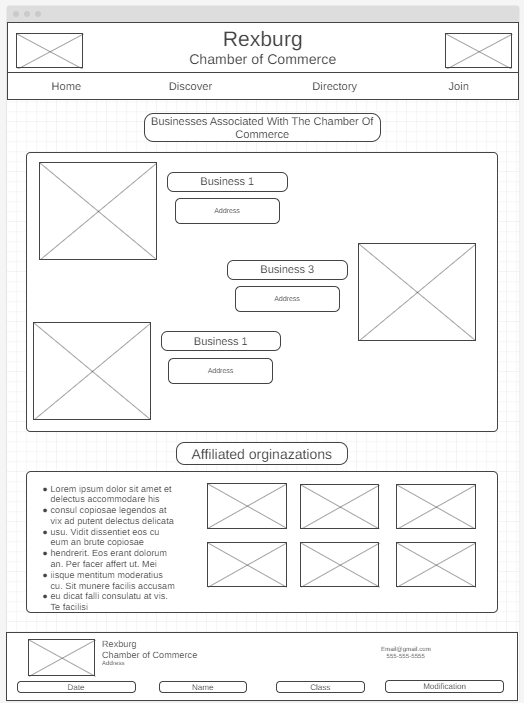 Rexburg
Chamber of Commerce
Home Discover Directory Join
Businesses Associated With The Chamber Of
Commerce
Business 1
Address
Business 3
Address
Business 1
Address
Affiliated orginazations
● Lorem ipsum dolor sit amet et
delectus accommodare his
● consul copiosae legendos at
vix ad putent delectus delicata
● usu. Vidit dissentiet eos cu
eum an brute copiosae
● hendrerit. Eos erant dolorum
an. Per facer affert ut. Mei
● iisque mentitum moderatius
cu. Sit munere facilis accusam
● eu dicat falli consulatu at vis.
Te facilisi
Rexburg
Chamber of Commerce
Address
Email@gmail.com
555-555-5555
Date Name Class Modification